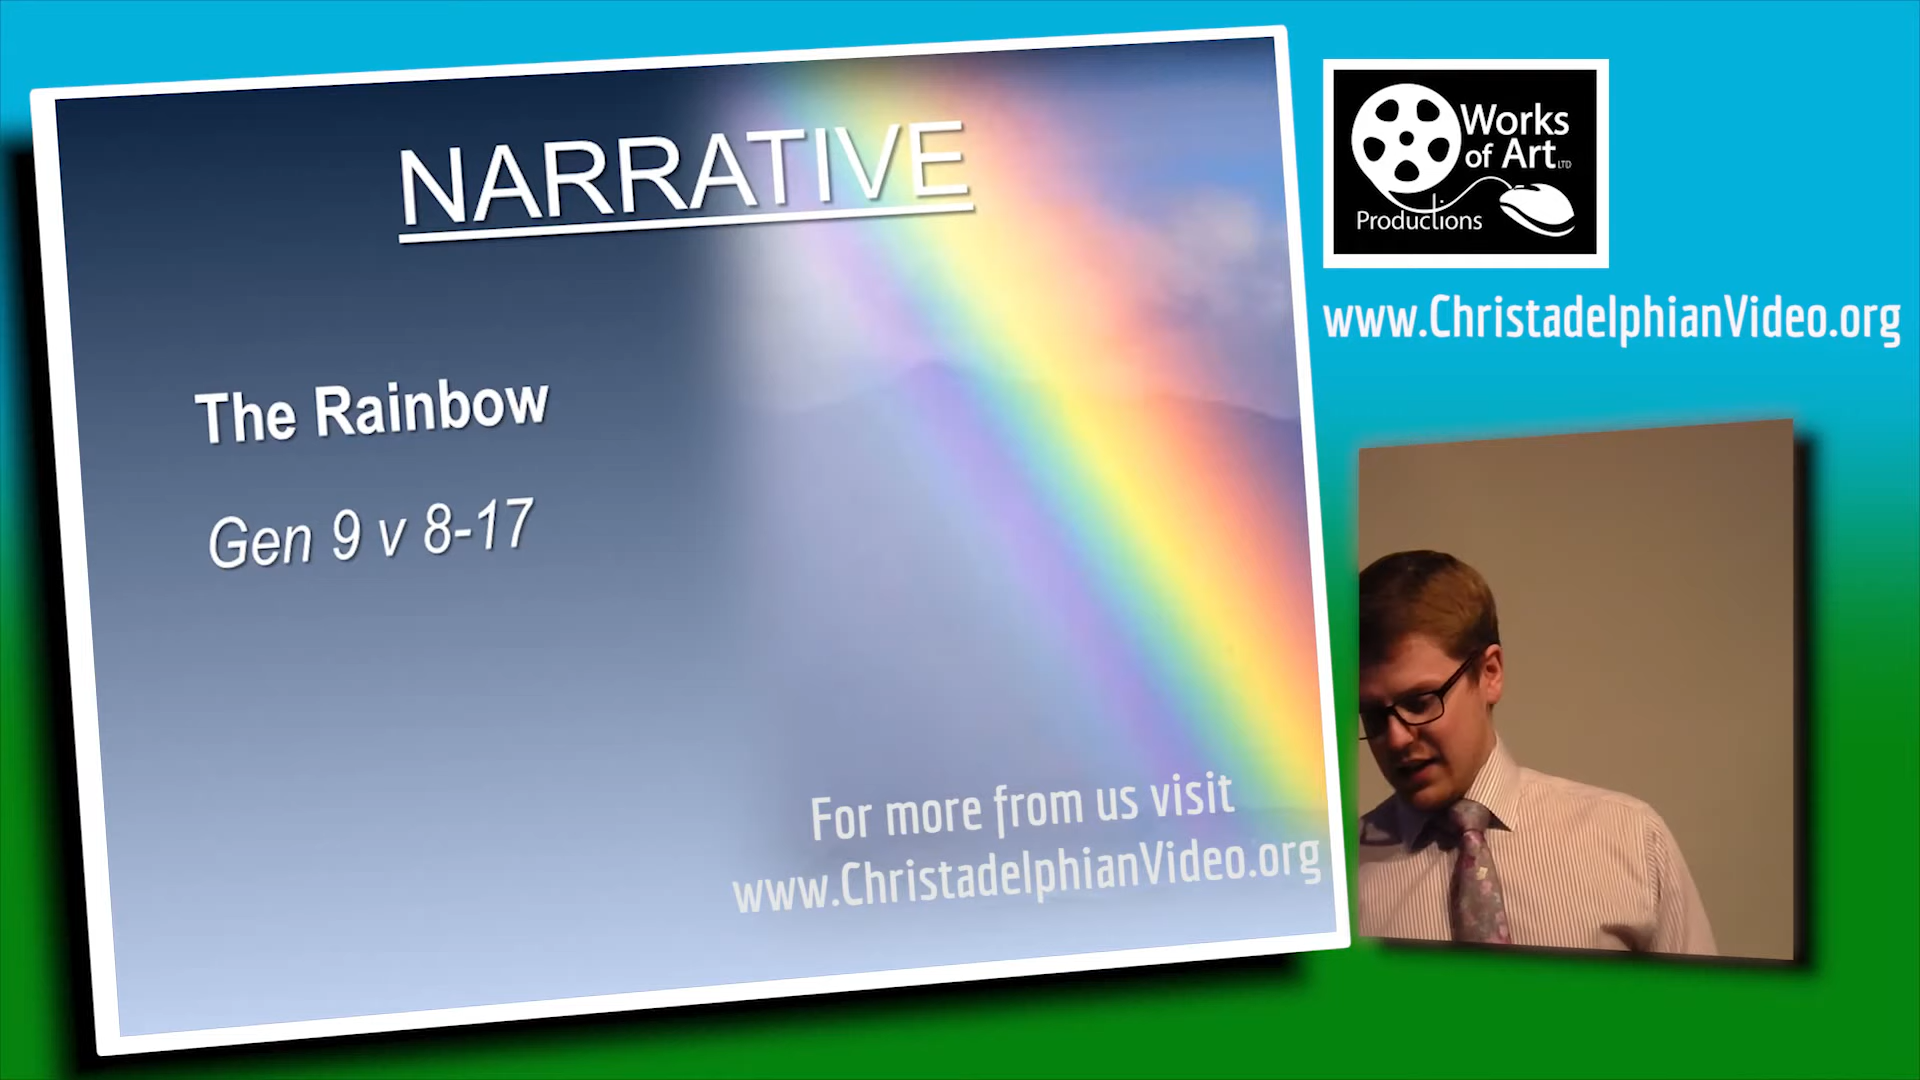 NARRATIVE
The Rainbow
Gen 9 v 8-17
For more from us visit
www.ChristadelphianVideo.org
Works
of Art LTD
Productions
www.ChristadelphianVideo.org